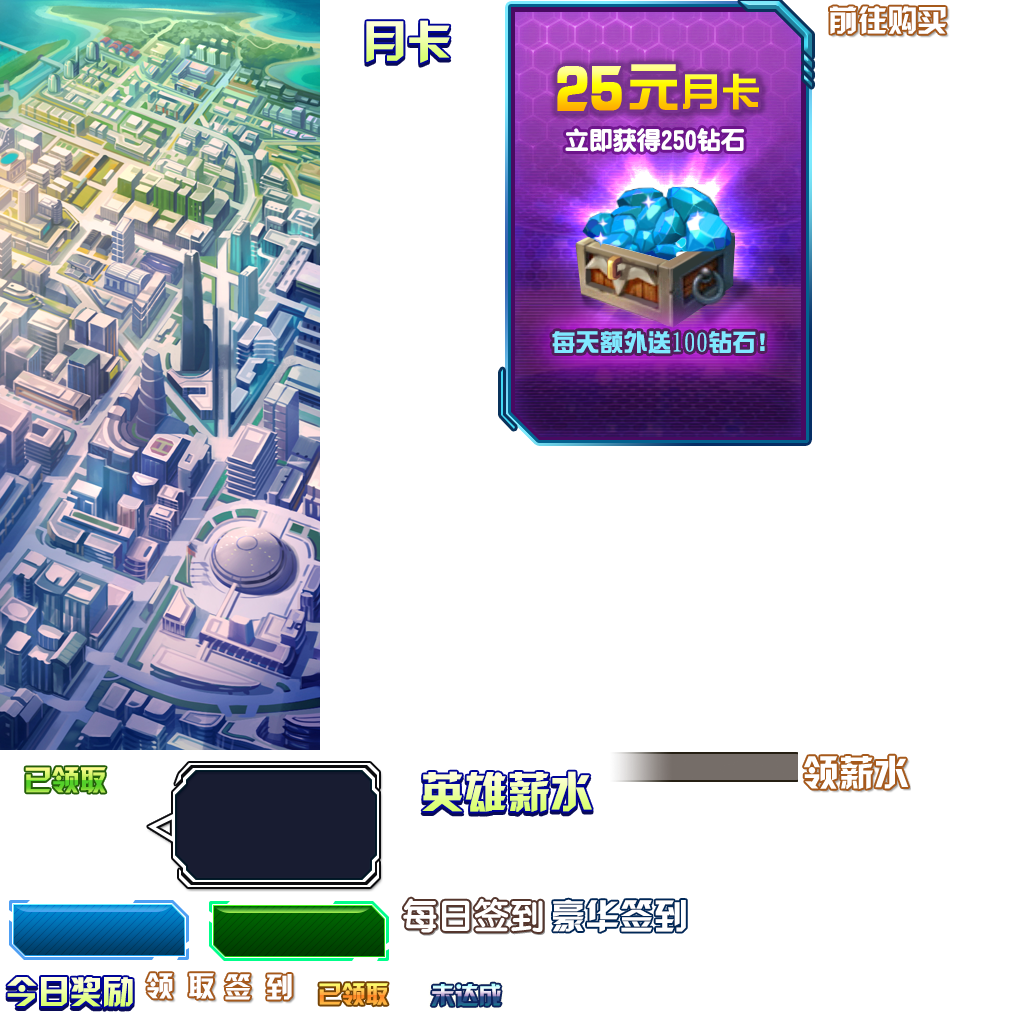 月卡
前往购买
25元月卡
立即获得250钻石
每天额外送100钻石!
已领取
英雄薪水
领薪水
每日签到
豪华签到
今日奖励
领取签到
已领取
未达成